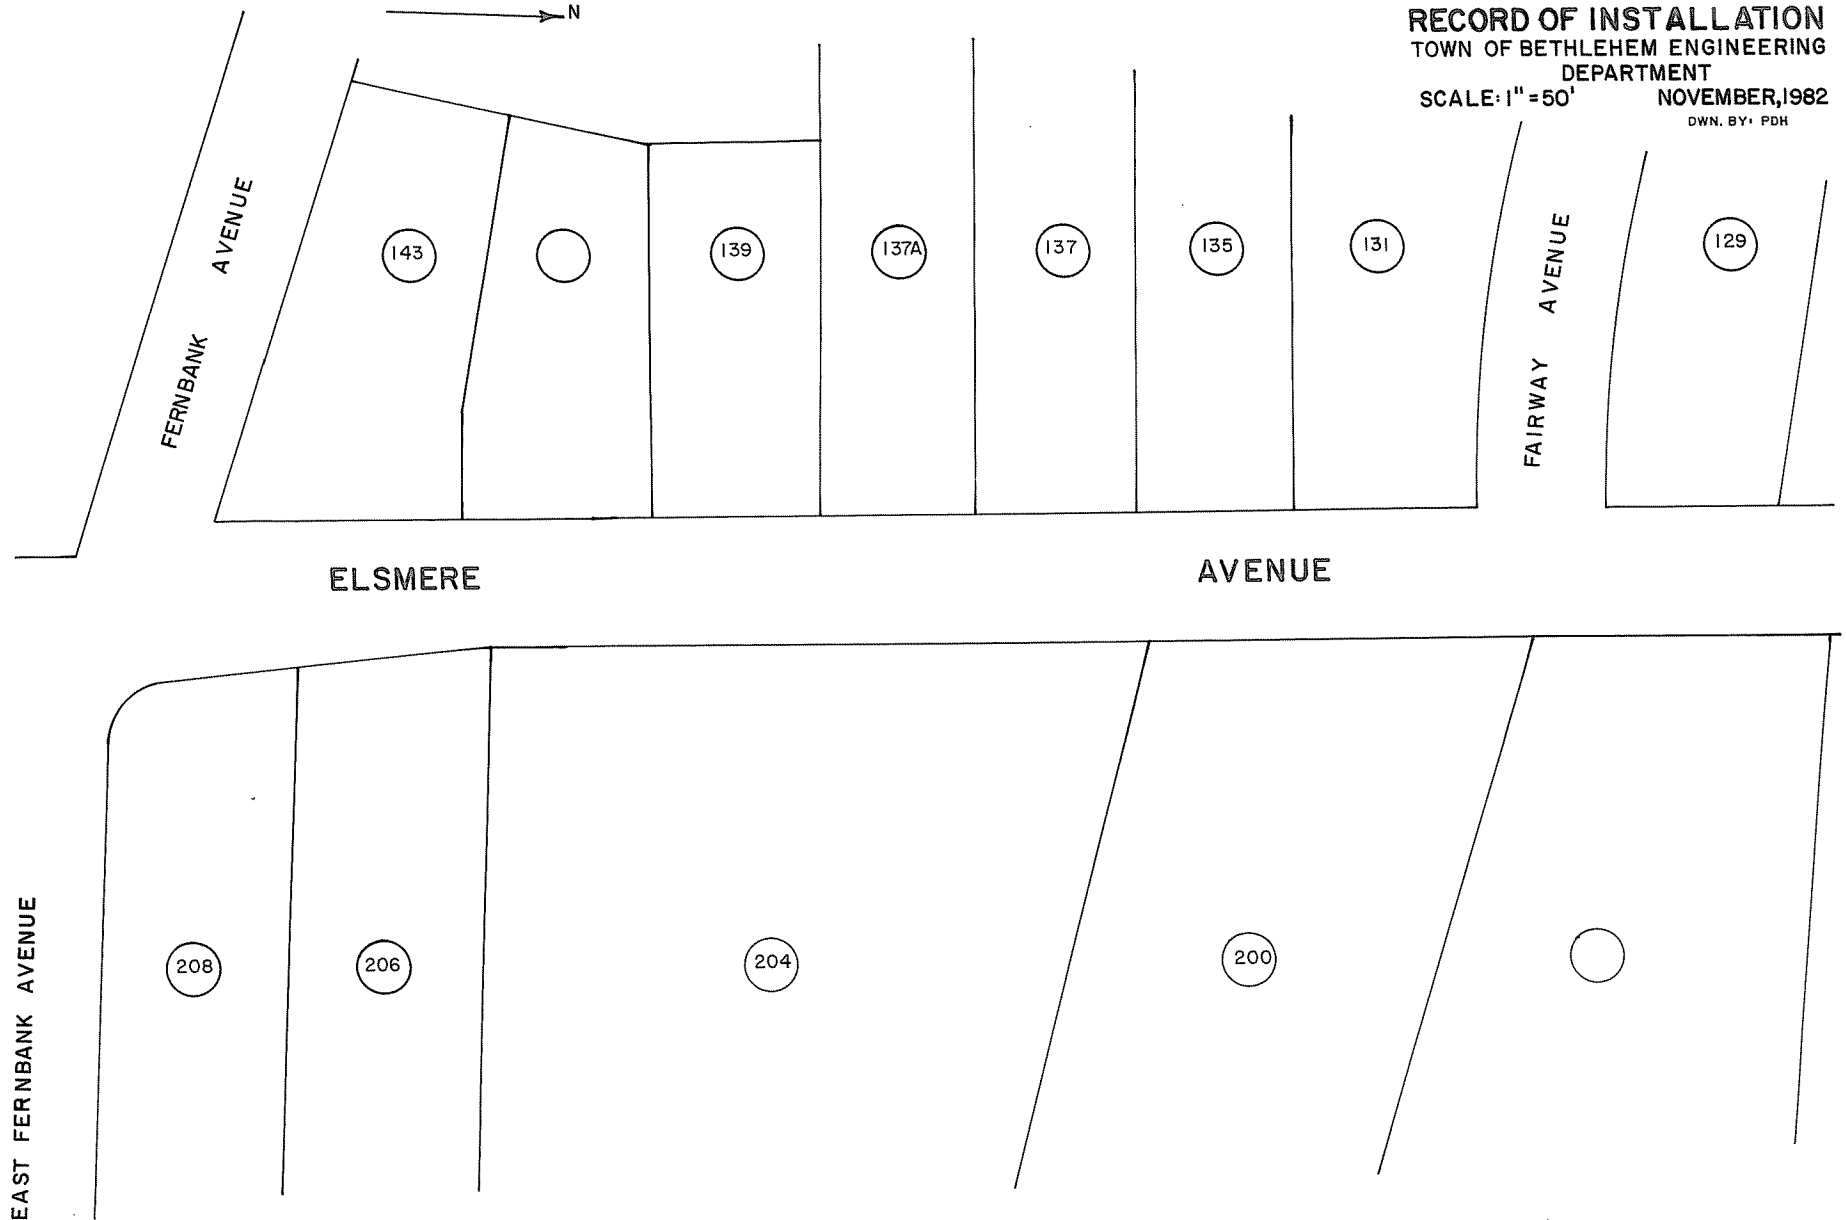 N
RECORD OF INSTALLATION
TOWN OF BETHLEHEM ENGINEERING
DEPARTMENT
SCALE: 1" = 50' NOVEMBER, 1982
DWN. BY: PDH
FERNBANK AVENUE
143
139
137A
137
135
131
FAIRWAY AVENUE
129
ELSMERE AVENUE
EAST FERNBANK AVENUE
208
206
204
200